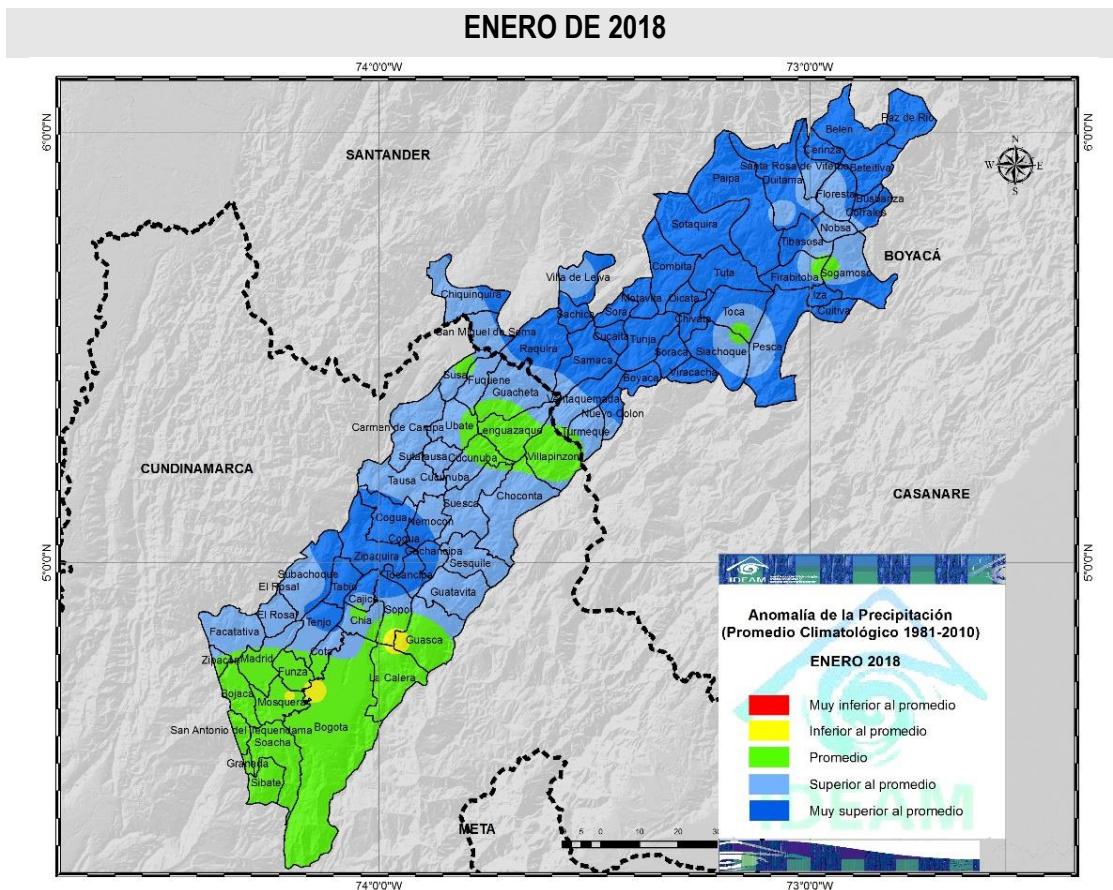 ENERO DE 2018
74°0'0"W 73°0'0"W
6°0'0"N 6°0'0"N
N
W E
S
Paz de Rio
Belen
SANTANDER
Cerinza
Santa Rosa de Viterbo Beteitiva
Paipa Duitama
Floresta Busbanza
Corrales
Sotaquira
Nobsa
Tibasosa
BOYACÁ
Combita
Tuta Firabitoba Sogamoso
Villa de Leyva
Chiquinquira
Motavita Oicata Iza
Sachica Sora Toca Cuitiva
Chivata
San Miguel de Sema
Cucaita Tunja
Raquira Soraca Siachoque Pesca
Samaca
Susa Boyaca Viracacha
Fuquene
Guacheta
Ventaquemada
Nuevo Colon
Carmen de Carupa Ubate Lenguazaque Turmeque
CUNDINAMARCA
Sutatausa Cucunuba Villapinzon
Tausa Cucunuba
Choconta
CASANARE
Suesca
Cogua Nemocon
Cogua
Gachancipa
Zipaquira
Sesquile
5°0'0"N 5°0'0"N
Subachoque Tocancipa
El Rosal Tabio
Cajica Guatavita
Sopo
El Rosal Tenjo Chia
Facatativa Guasca
Cota
Zipacon Madrid
Funza La Calera
Bojaca
Mosquera
San Antonio del Tequendama Bogota
Soacha
Granada
Sibate
META
5 0 5 10 20 30
IDEAM
Anomalía de la Precipitación
(Promedio Climatológico 1981-2010)
ENERO 2018
Muy inferior al promedio
Inferior al promedio
Promedio
Superior al promedio
Muy superior al promedio
IDEAM
74°0'0"W 73°0'0"W